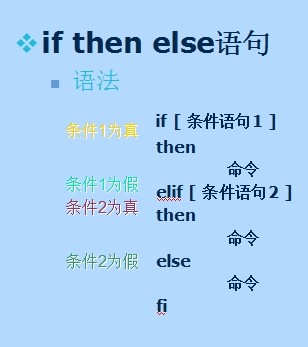 if then else语句
语法
条件1为真
if [ 条件语句1 ]
then
命令
条件1为假
elif [ 条件语句2 ]
条件2为真
then
命令
条件2为假
else
命令
fi